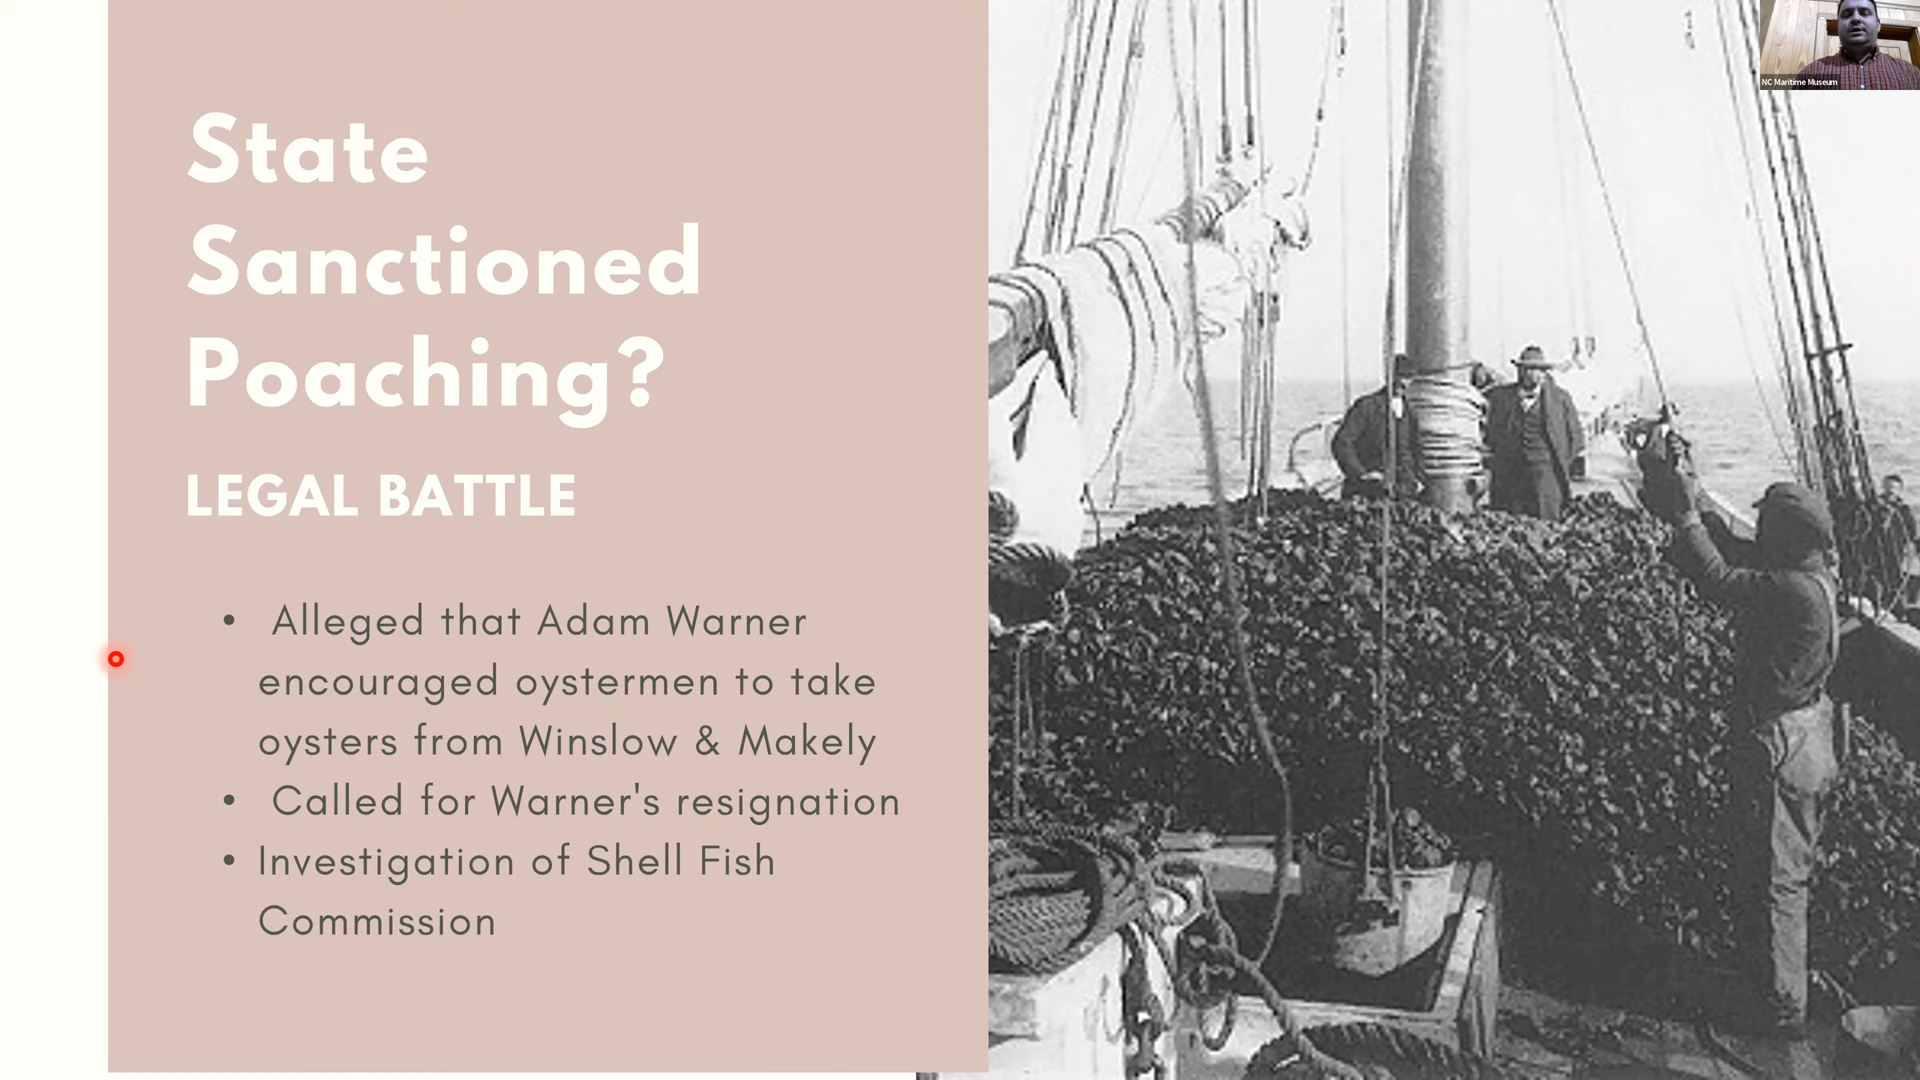 State
Sanctioned
Poaching?
LEGAL BATTLE
• Alleged that Adam Warner
encouraged oystermen to take
oysters from Winslow & Makely
• Called for Warner's resignation
• Investigation of Shell Fish
Commission
NC Maritime Museum